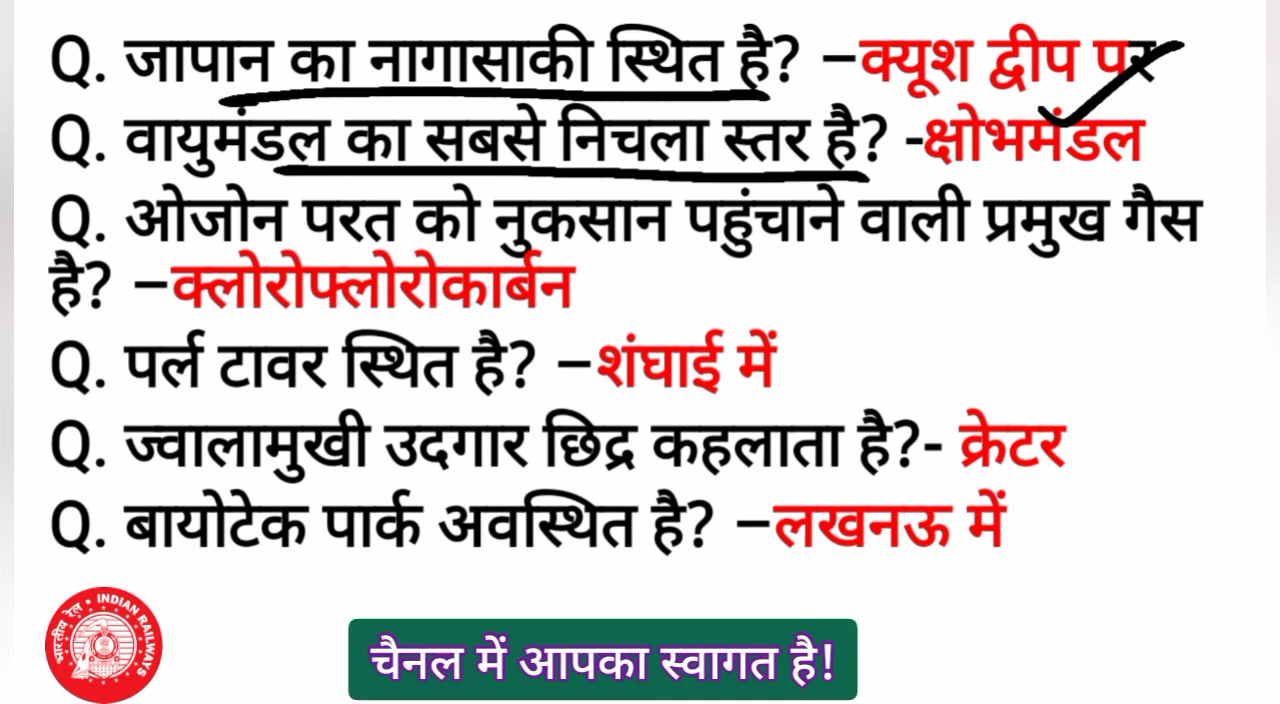 Q. जापान का नागासाकी स्थित है? –क्यूश द्वीप पर
Q. वायुमंडल का सबसे निचला स्तर है? -क्षोभमंडल
Q. ओजोन परत को नुकसान पहुंचाने वाली प्रमुख गैस
है? –क्लोरोफ्लोरोकार्बन
Q. पर्ल टावर स्थित है? –शंघाई में
Q. ज्वालामुखी उदगार छिद्र कहलाता है?- क्रेटर
Q. बायोटेक पार्क अवस्थित है? –लखनऊ में
भारतीय रेल • INDIAN RAILWAYS
चैनल में आपका स्वागत है!